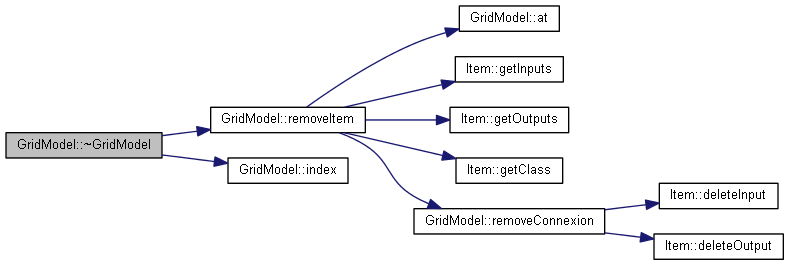 GridModel::~GridModel
GridModel::removeItem
GridModel::index
GridModel::at
Item::getInputs
Item::getOutputs
Item::getClass
GridModel::removeConnexion
Item::deleteInput
Item::deleteOutput